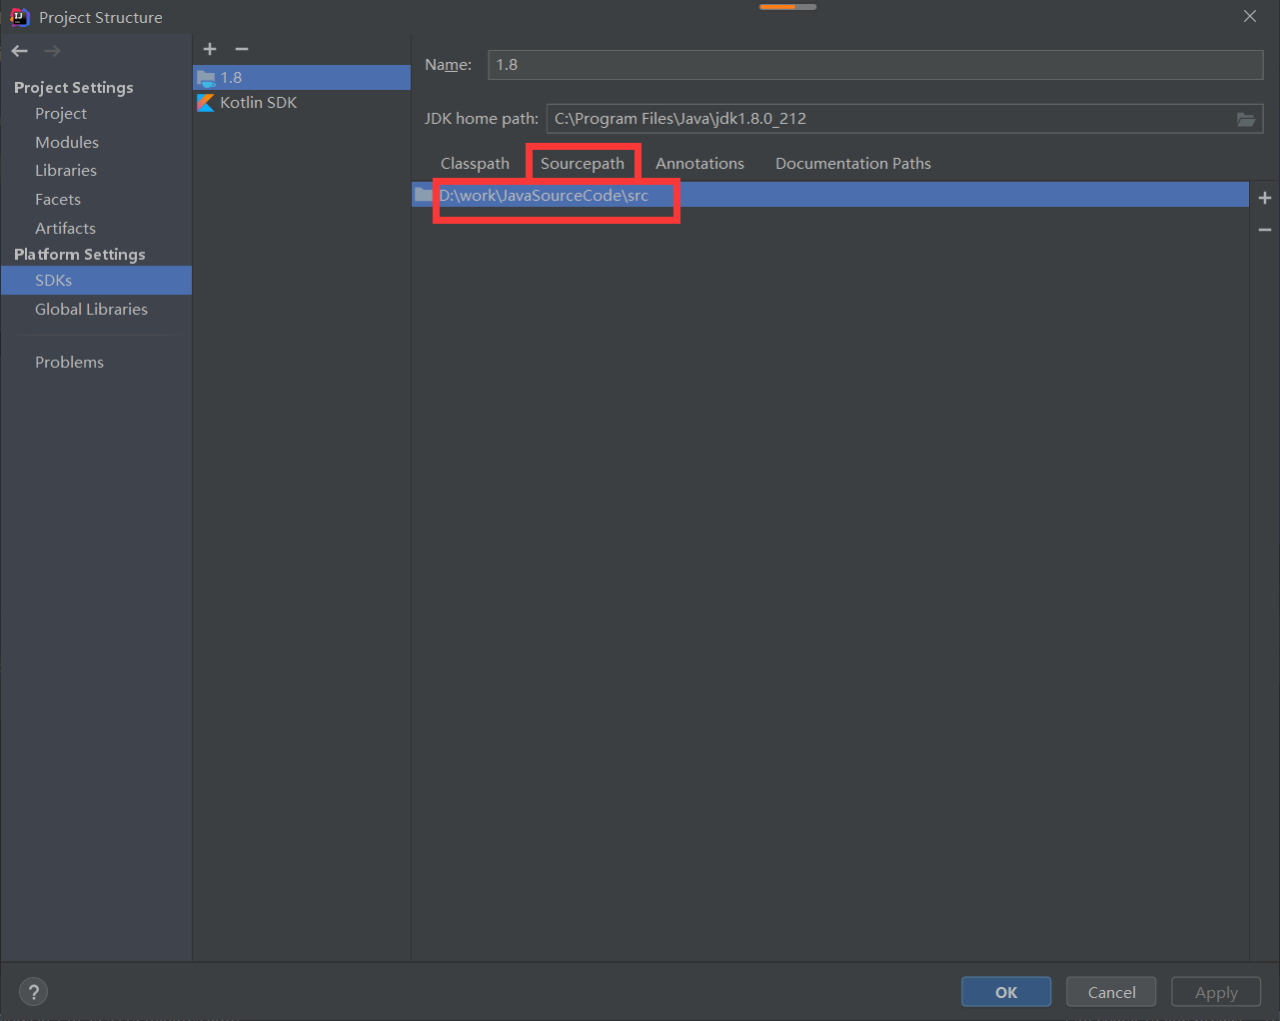 Project Structure
Project Settings
Project
Modules
Libraries
Facets
Artifacts
Platform Settings
SDKs
Global Libraries
Problems
1.8
Kotlin SDK
Name: 1.8
JDK home path: C:\Program Files\Java\jdk1.8.0_212
Classpath Sourcepath Annotations Documentation Paths
D:\work\JavaSourceCode\src
? OK Cancel Apply